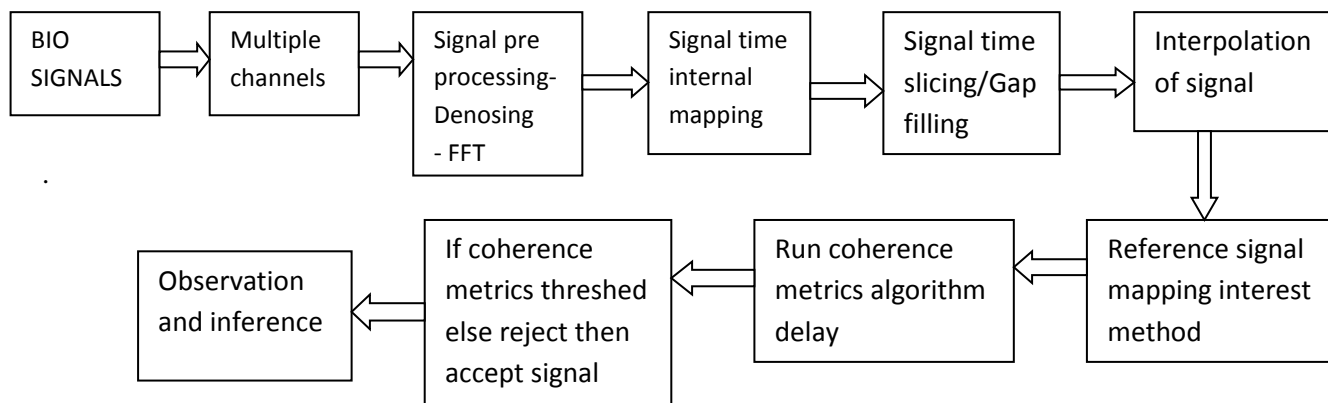 BIO
SIGNALS
Multiple
channels
Signal pre
processing-
Denosing
- FFT
Signal time
internal
mapping
Signal time
slicing/Gap
filling
Interpolation
of signal
.
Reference signal
mapping interest
method
Run coherence
metrics algorithm
delay
If coherence
metrics threshed
else reject then
accept signal
Observation
and inference